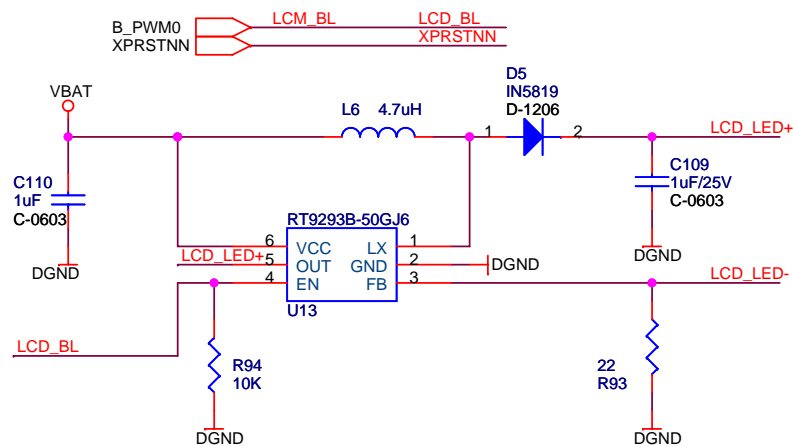 B_PWM0 LCM_BL LCD_BL
XPRSTNN XPRSTNN
VBAT
D5
IN5819
D-1206
L6 4.7uH
1 2
LCD_LED+
C110
1uF
C-0603
C109
1uF/25V
C-0603
RT9293B-50GJ6
6 VCC LX 1
LCD_LED+ 5 OUT GND 2 DGND
4 EN FB 3
U13
DGND
DGND
LCD_LED-
LCD_BL
R94
10K
22
R93
DGND
DGND